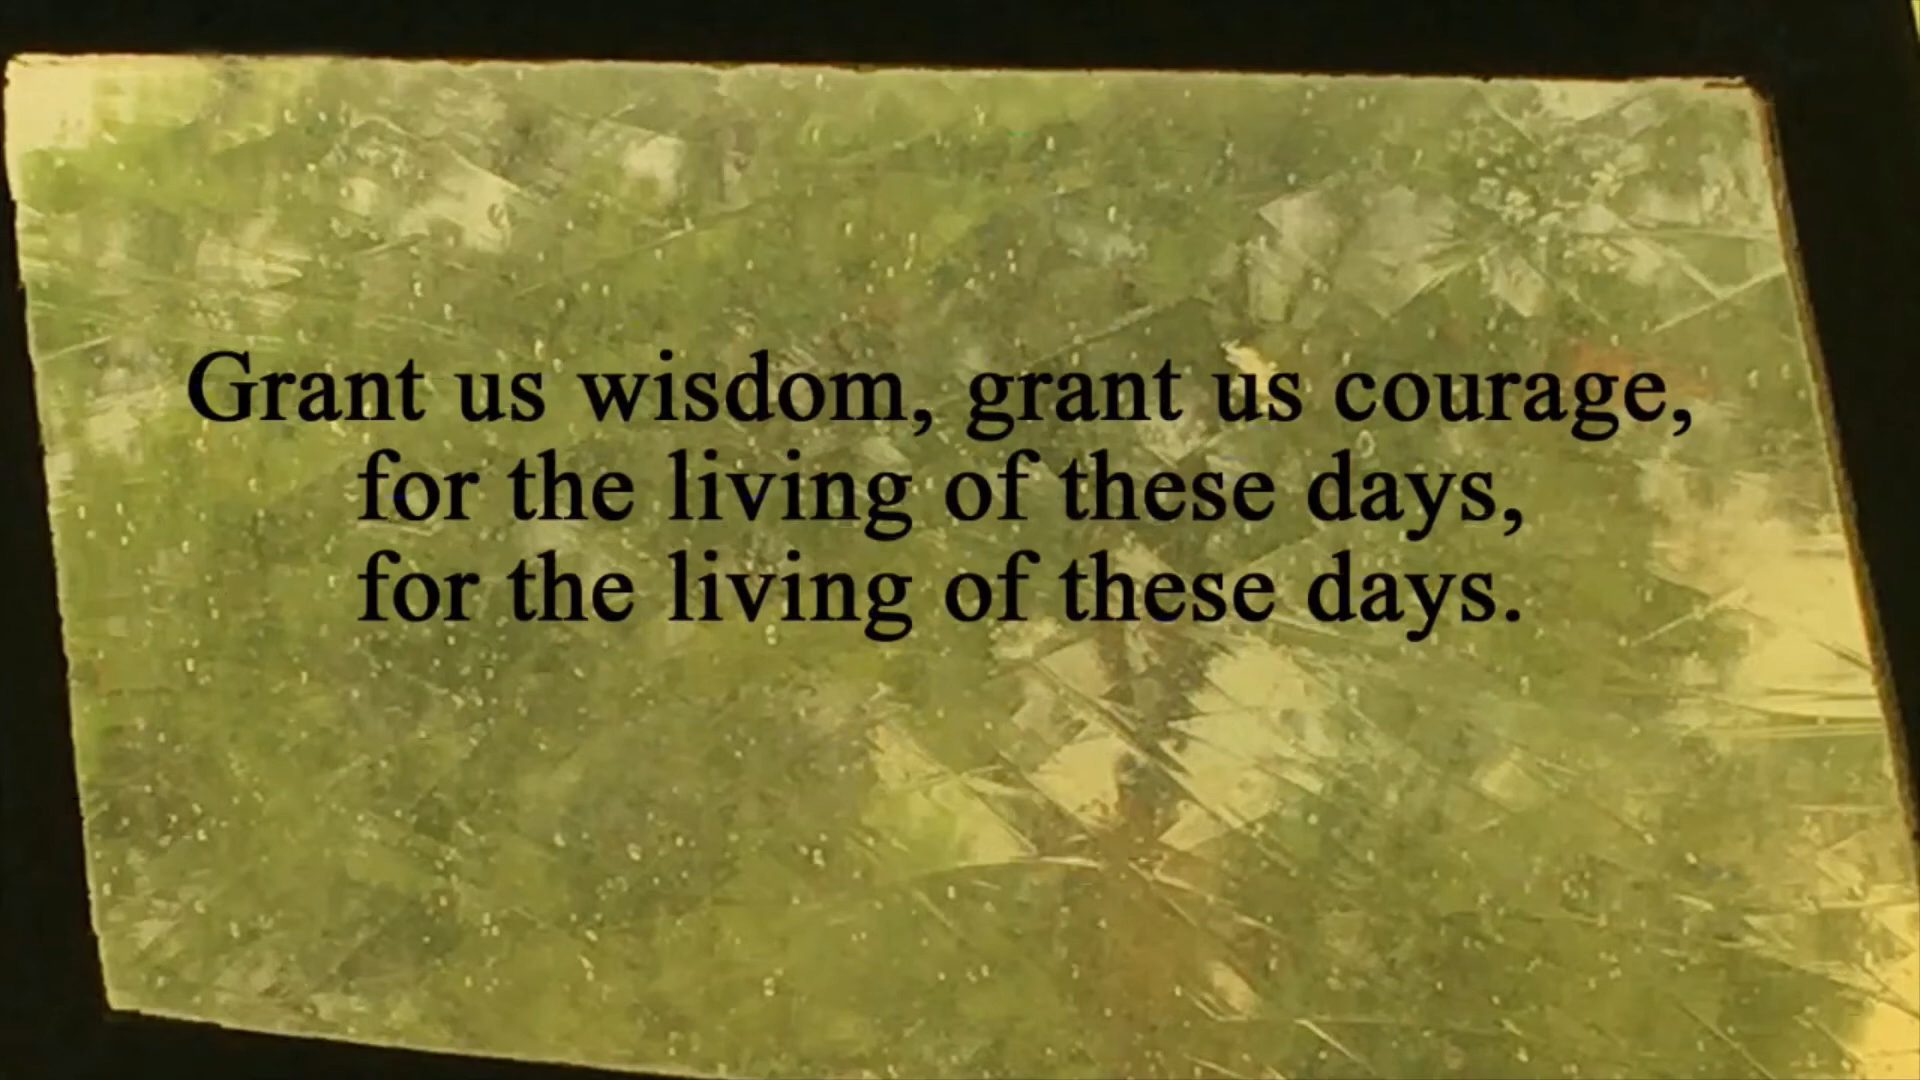 Grant us wisdom, grant us courage,
for the living of these days,
for the living of these days.